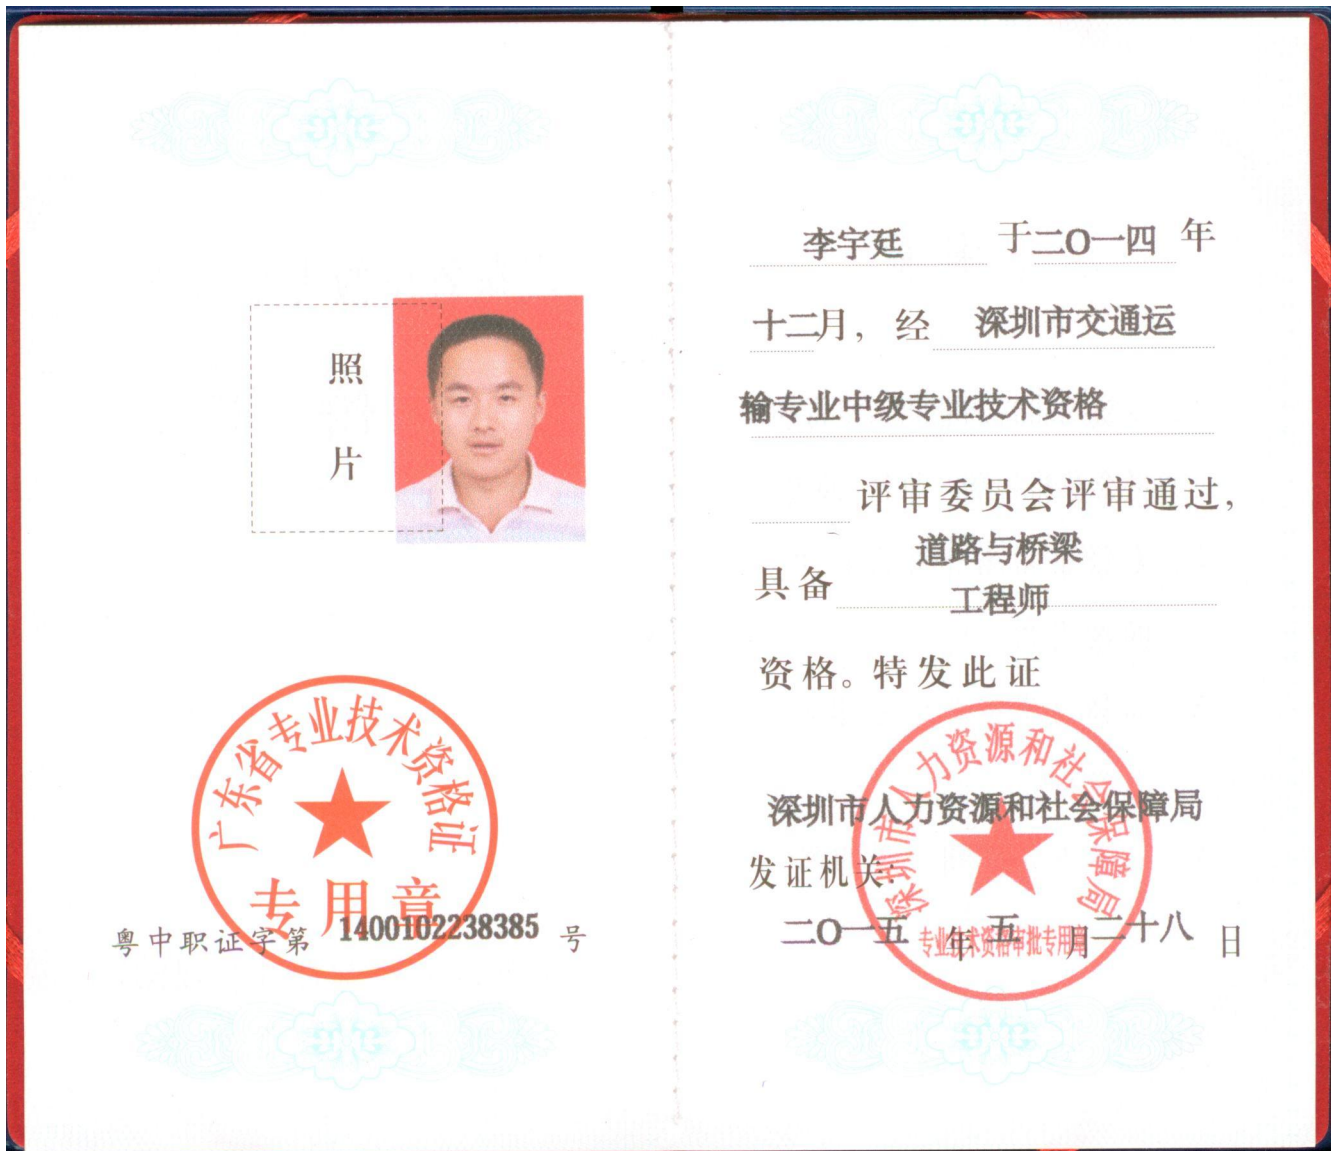 照
片
广东省专业技术资格证
专用章
粤中职证字第 1400102238385 号
李宇廷 于二〇一四 年
十二月，经 深圳市交通运
输专业中级专业技术资格
评审委员会评审通过，
道路与桥梁
具备
工程师
资格。特发此证
深圳市人力资源和社会保障局
深圳市人力资源和社会保障局
发证机关：
二〇一五 年 五 月 二十八 日
专业技术资格审批专用章